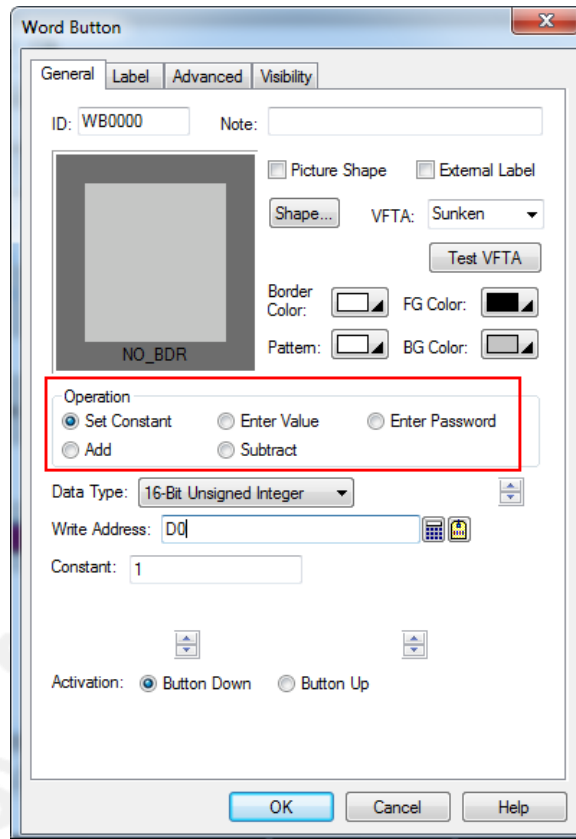 Word Button
General Label Advanced Visibility
ID: WB0000 Note:
Picture Shape External Label
Shape... VFTA: Sunken
Test VFTA
Border Color: FG Color:
Pattern: BG Color:
NO_BDR
Operation
Set Constant Enter Value Enter Password
Add Subtract
Data Type: 16-Bit Unsigned Integer
Write Address: D0
Constant: 1
Activation: Button Down Button Up
OK Cancel Help